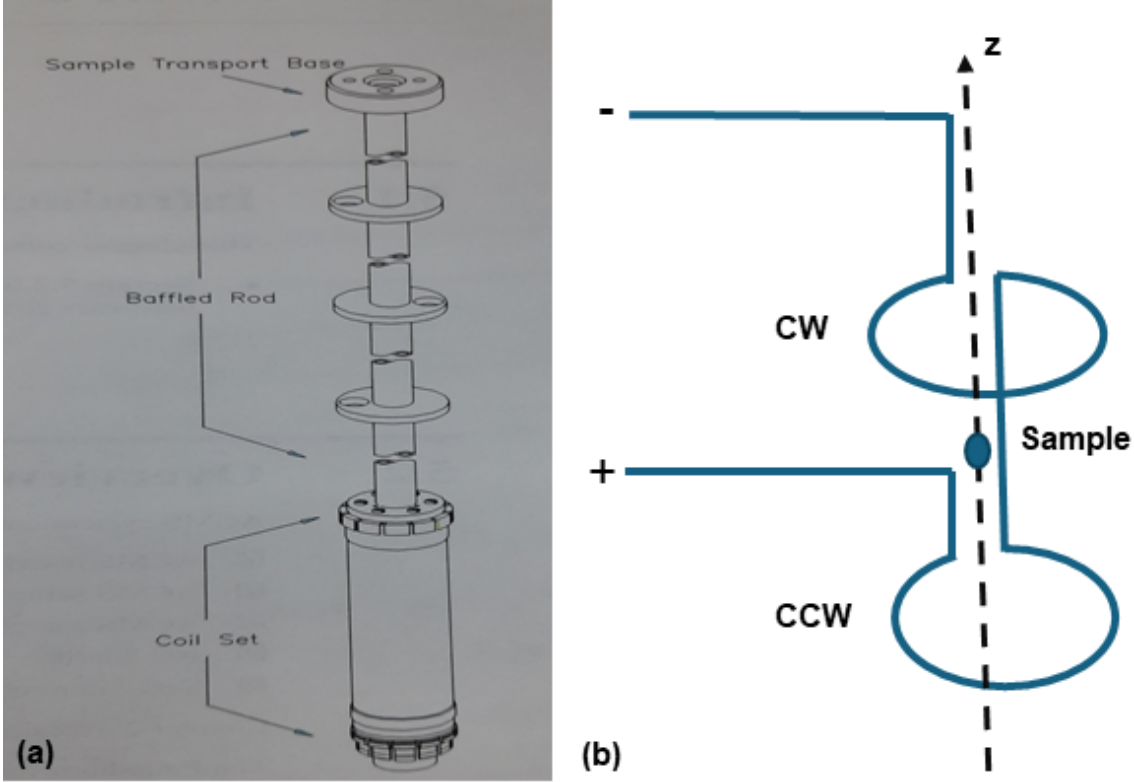 Sample Transport Base
Baffled Rod
Coil Set
(a)
z
-
CW
Sample
+
CCW
(b)